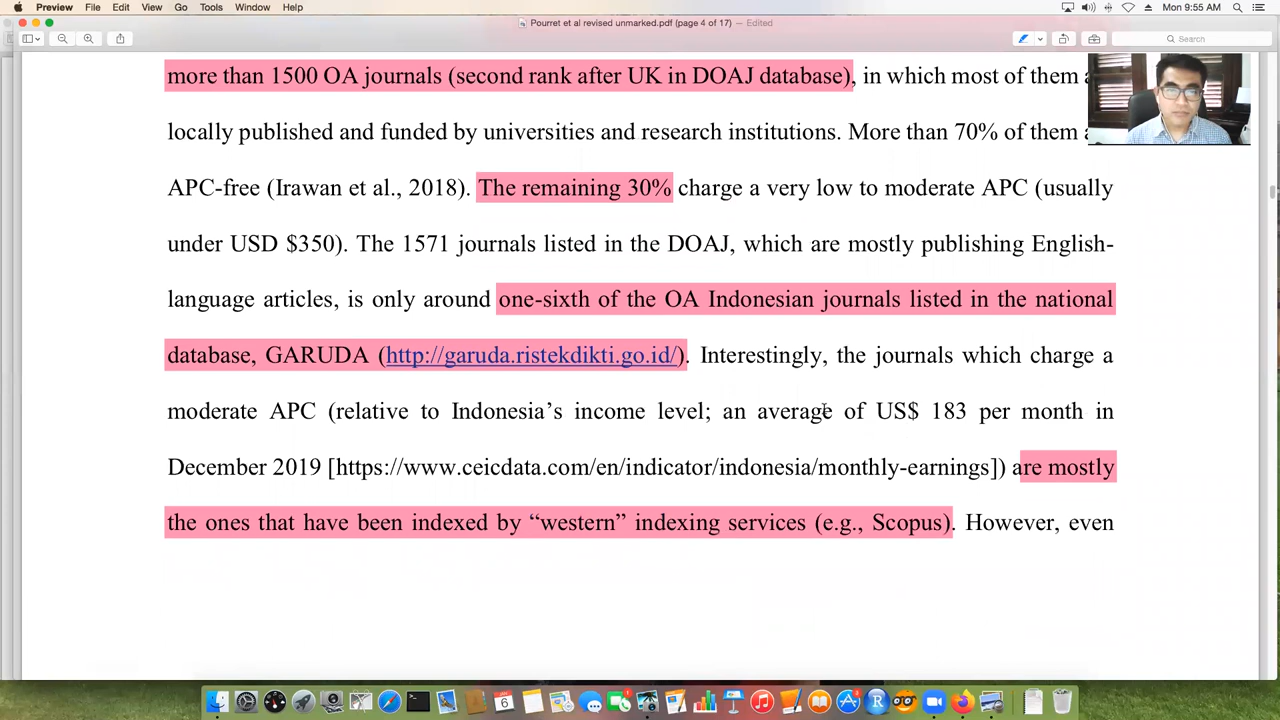 Preview File Edit View Go Tools Window Help Mon 9:55 AM
Pourret et al revised unmarked.pdf (page 4 of 17) — Edited
Search
more than 1500 OA journals (second rank after UK in DOAJ database), in which most of them a
locally published and funded by universities and research institutions. More than 70% of them a
APC-free (Irawan et al., 2018). The remaining 30% charge a very low to moderate APC (usually
under USD $350). The 1571 journals listed in the DOAJ, which are mostly publishing English-
language articles, is only around one-sixth of the OA Indonesian journals listed in the national
database, GARUDA (http://garuda.ristekdikti.go.id/). Interestingly, the journals which charge a
moderate APC (relative to Indonesia’s income level; an average of US$ 183 per month in
December 2019 [https://www.ceicdata.com/en/indicator/indonesia/monthly-earnings]) are mostly
the ones that have been indexed by “western” indexing services (e.g., Scopus). However, even
6